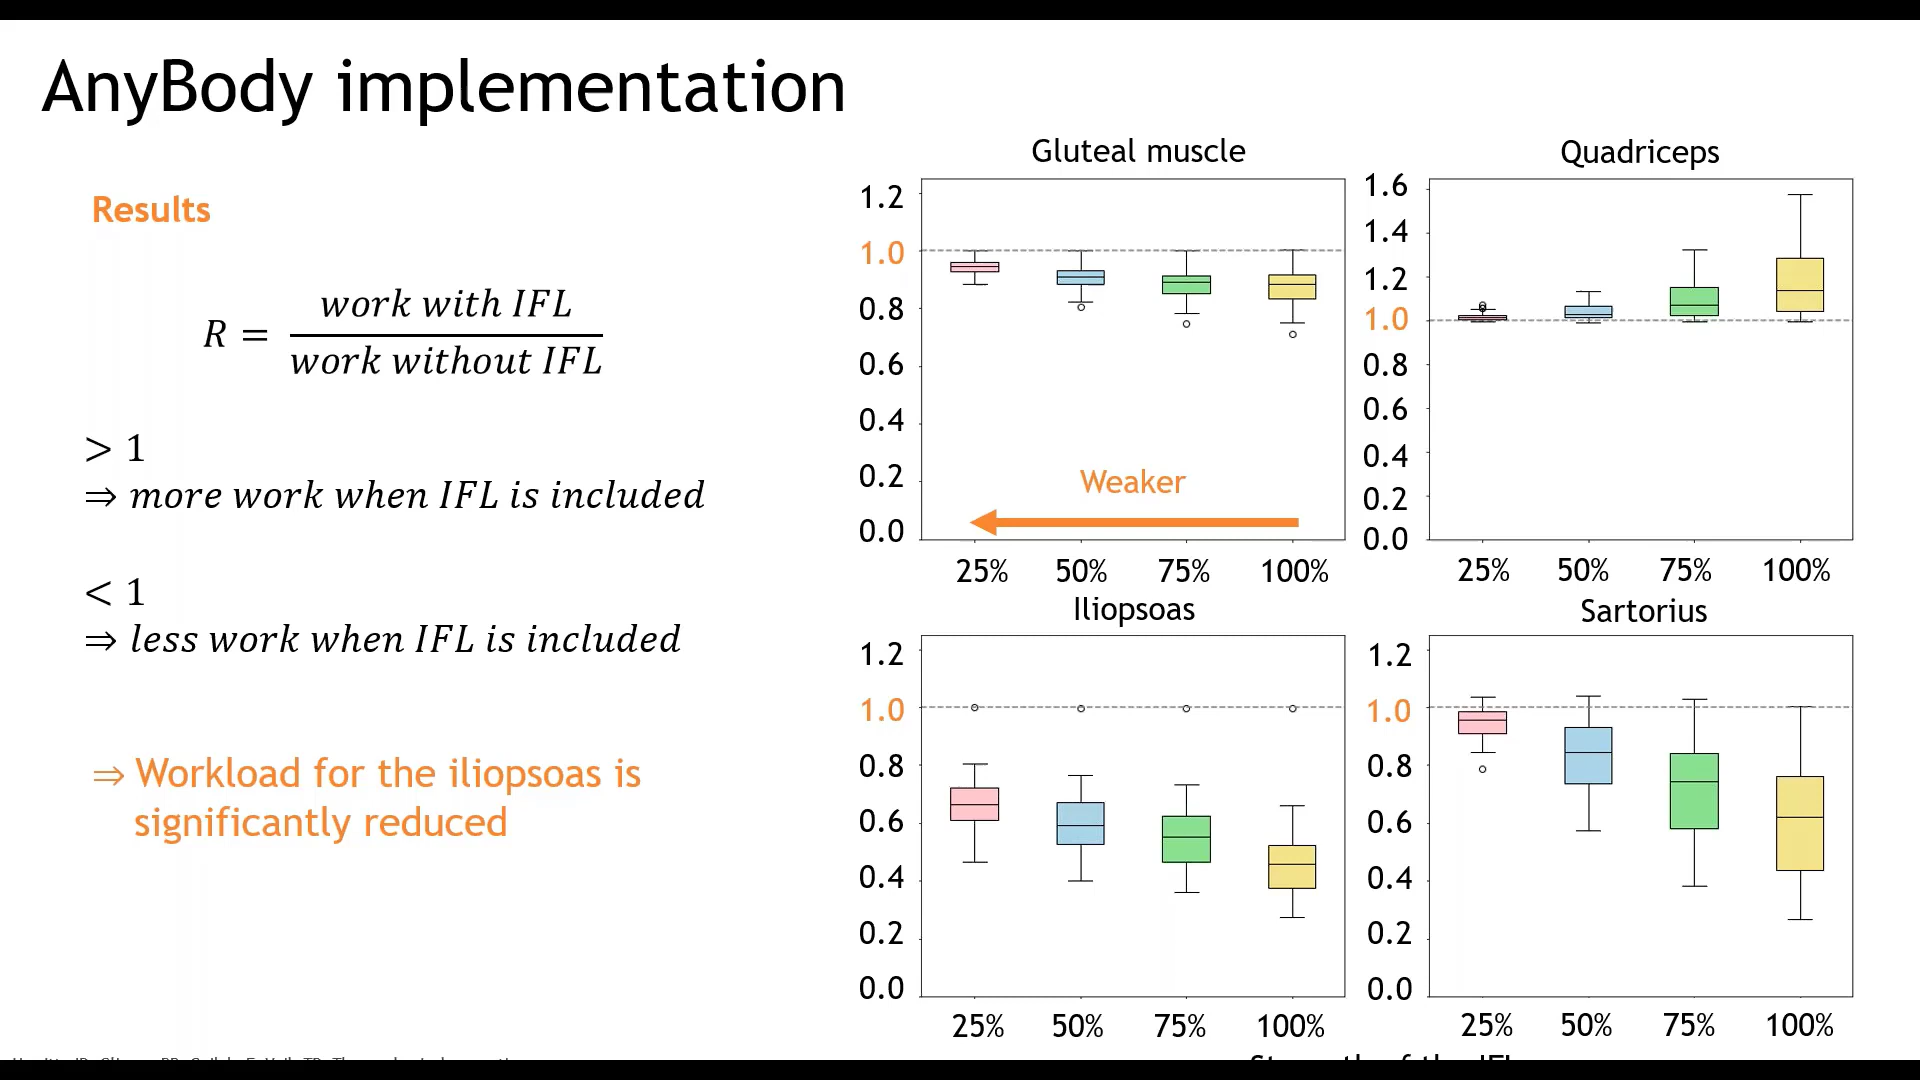 AnyBody implementation
Results
R = work with IFL / work without IFL
> 1
⇒ more work when IFL is included
< 1
⇒ less work when IFL is included
⇒ Workload for the iliopsoas is
significantly reduced
Gluteal muscle
1.2
1.0
0.8
0.6
0.4
0.2
0.0
Weaker
25% 50% 75% 100%
Quadriceps
1.6
1.4
1.2
1.0
0.8
0.6
0.4
0.2
0.0
25% 50% 75% 100%
Iliopsoas
1.2
1.0
0.8
0.6
0.4
0.2
0.0
25% 50% 75% 100%
Sartorius
1.2
1.0
0.8
0.6
0.4
0.2
0.0
25% 50% 75% 100%